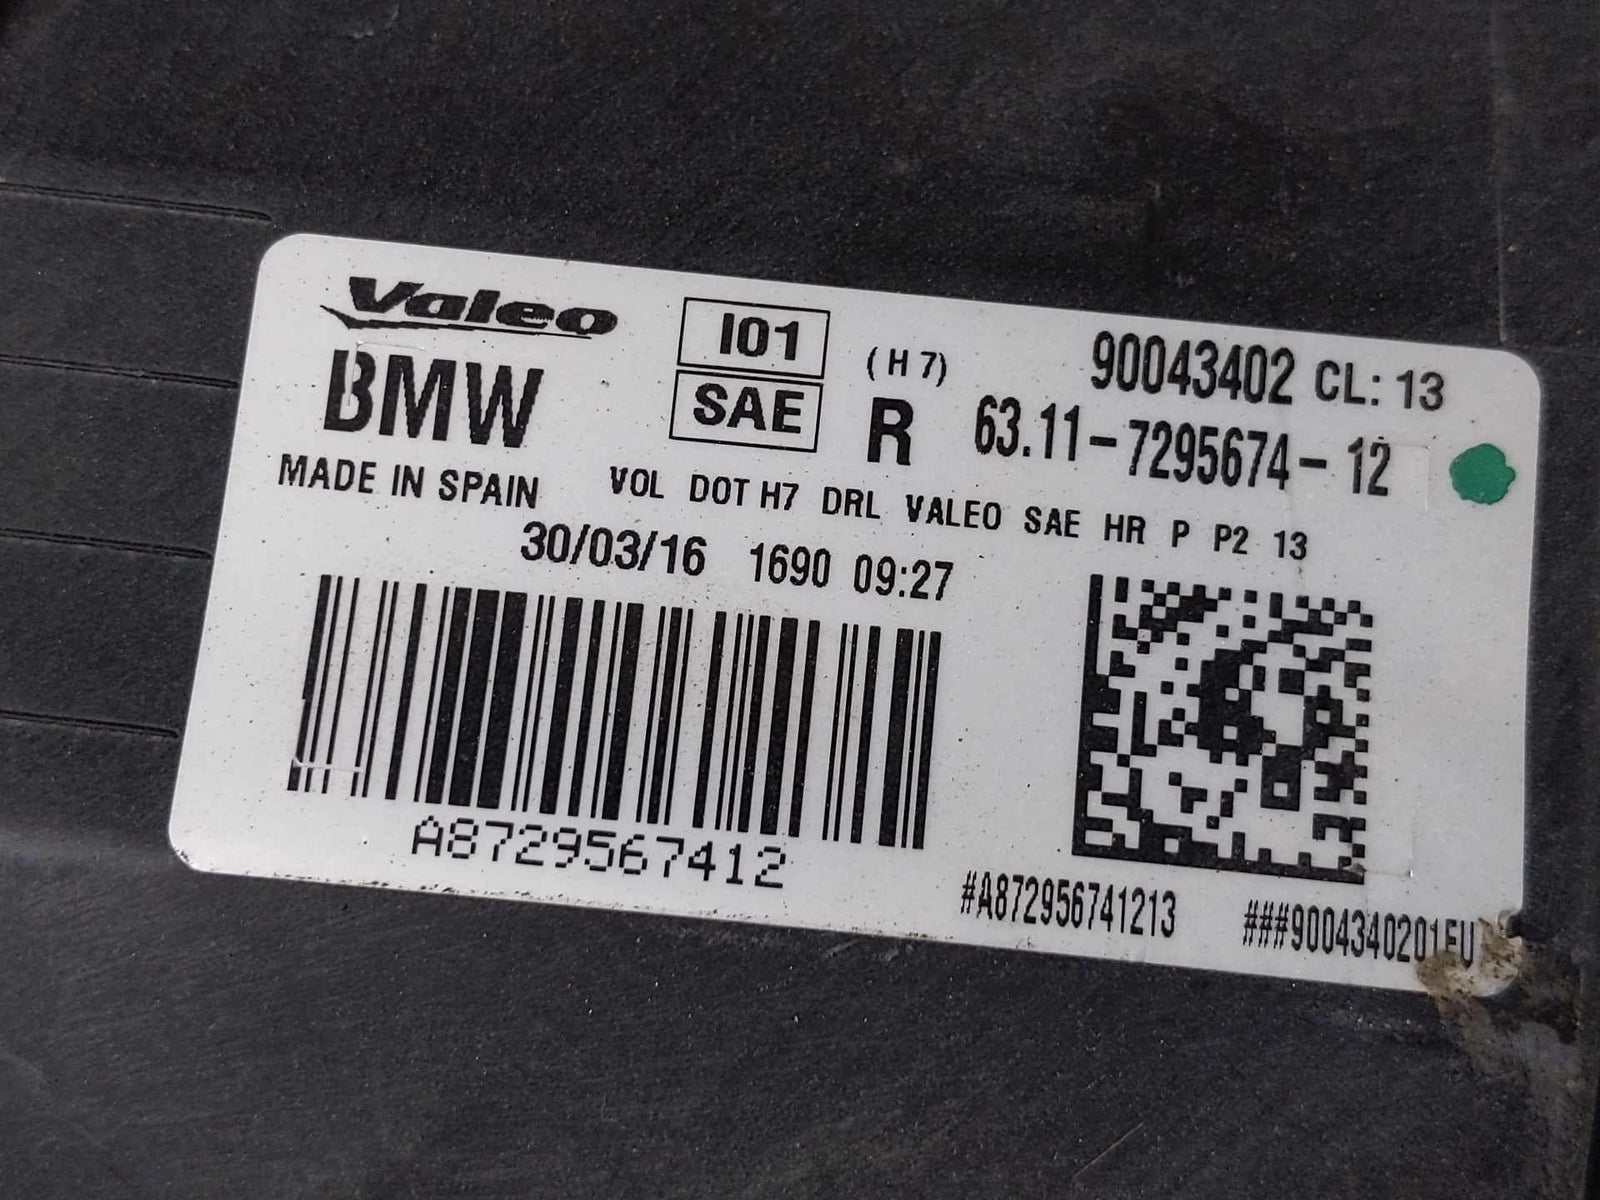 Valeo
BMW
MADE IN SPAIN
I01
SAE
(H7)
R
90043402 CL: 13
63.11-7295674-12
VOL DOT H7 DRL VALEO SAE HR P P2 13
30/03/16 1690 09:27
A8729567412
#A872956741213
###9004340201EU